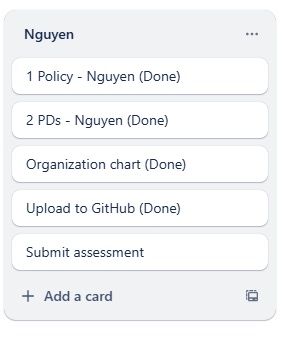 Nguyen
1 Policy - Nguyen (Done)
2 PDs - Nguyen (Done)
Organization chart (Done)
Upload to GitHub (Done)
Submit assessment
Add a card